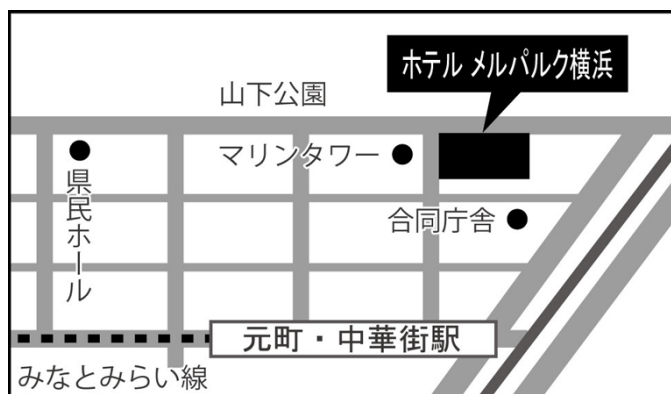 ホテル メルパルク横浜
山下公園
マリンタワー
県民ホール
合同庁舎
元町・中華街駅
みなとみらい線